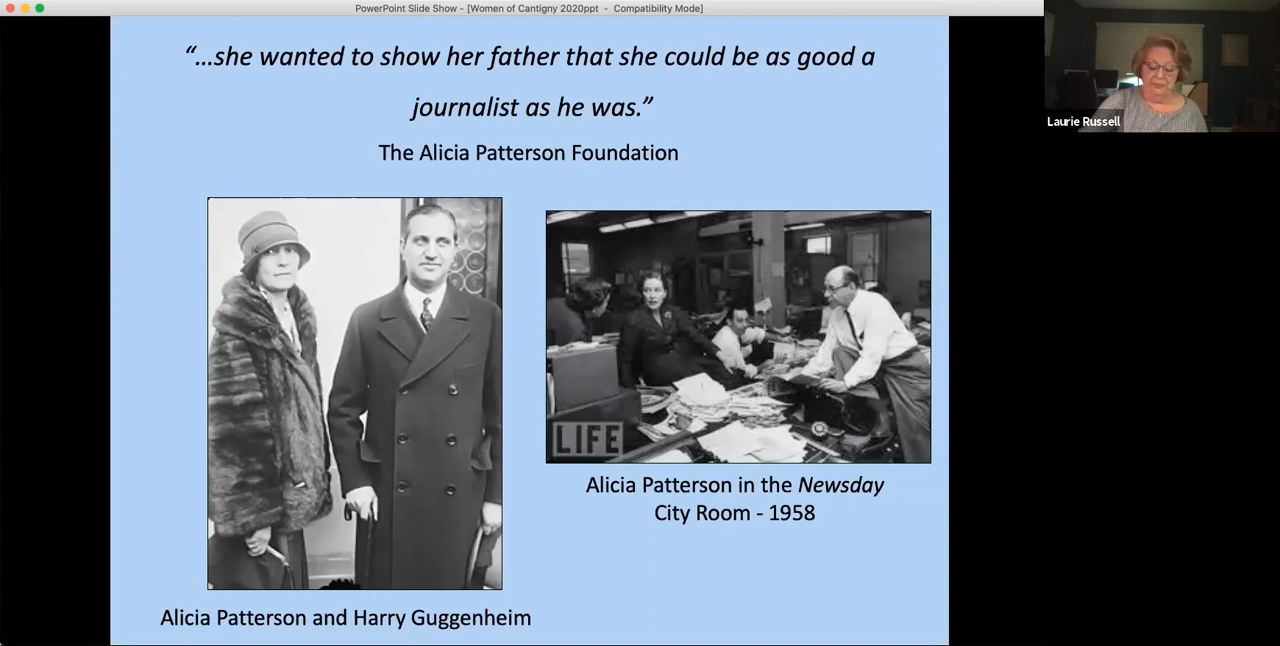 PowerPoint Slide Show - [Women of Cantigny 2020ppt - Compatibility Mode]
“...she wanted to show her father that she could be as good a
journalist as he was.”
The Alicia Patterson Foundation
LIFE
Alicia Patterson in the Newsday
City Room - 1958
Alicia Patterson and Harry Guggenheim
Laurie Russell